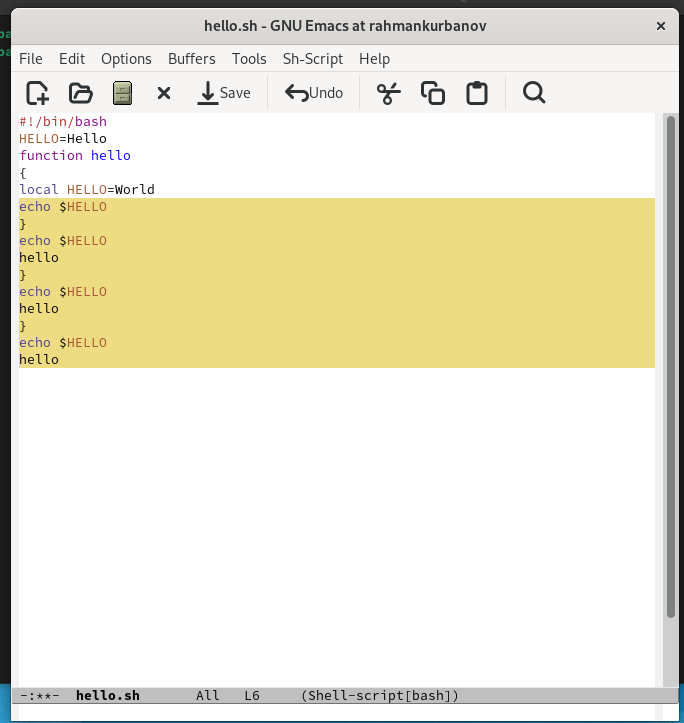 hello.sh - GNU Emacs at rahmankurbanov ×
ba
File Edit Options Buffers Tools Sh-Script Help
ba
Save Undo
#!/bin/bash
HELLO=Hello
function hello
{
local HELLO=World
echo $HELLO
}
echo $HELLO
hello
}
echo $HELLO
hello
}
echo $HELLO
hello
-:**- hello.sh All L6 (Shell-script[bash])